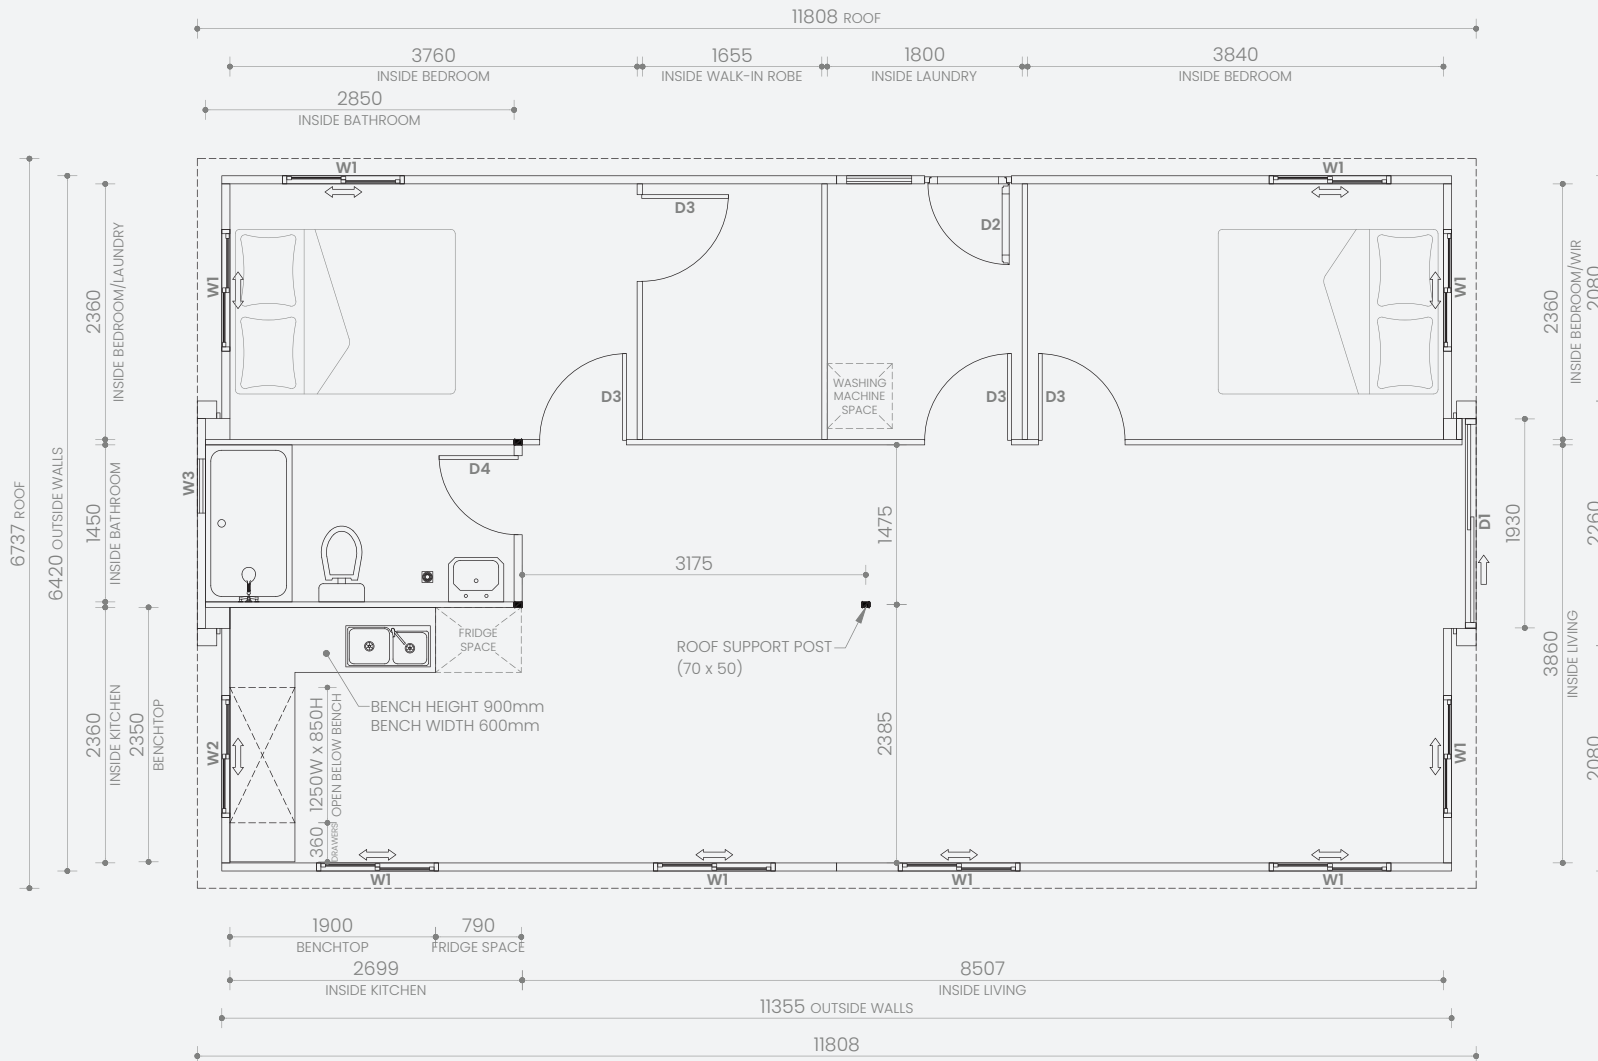 11808 ROOF
3760
INSIDE BEDROOM
1655
INSIDE WALK-IN ROBE
1800
INSIDE LAUNDRY
3840
INSIDE BEDROOM
2850
INSIDE BATHROOM
W1
W1
D3
D2
W1
W1
2360
INSIDE BEDROOM/LAUNDRY
2360
INSIDE BEDROOM/WIR
2080
WASHING
MACHINE
SPACE
D3
D3
D3
6737 ROOF
6420 OUTSIDE WALLS
1450
INSIDE BATHROOM
W3
D4
1475
D1
1930
2260
3175
ROOF SUPPORT POST
(70 x 50)
FRIDGE
SPACE
3860
INSIDE LIVING
BENCH HEIGHT 900mm
BENCH WIDTH 600mm
2360
INSIDE KITCHEN
2350
BENCHTOP
W2
1250W x 850H
OPEN BELOW BENCH
360
DRAWERS
2385
W1
2080
W1
W1
W1
W1
1900
BENCHTOP
790
FRIDGE SPACE
2699
INSIDE KITCHEN
8507
INSIDE LIVING
11355 OUTSIDE WALLS
11808